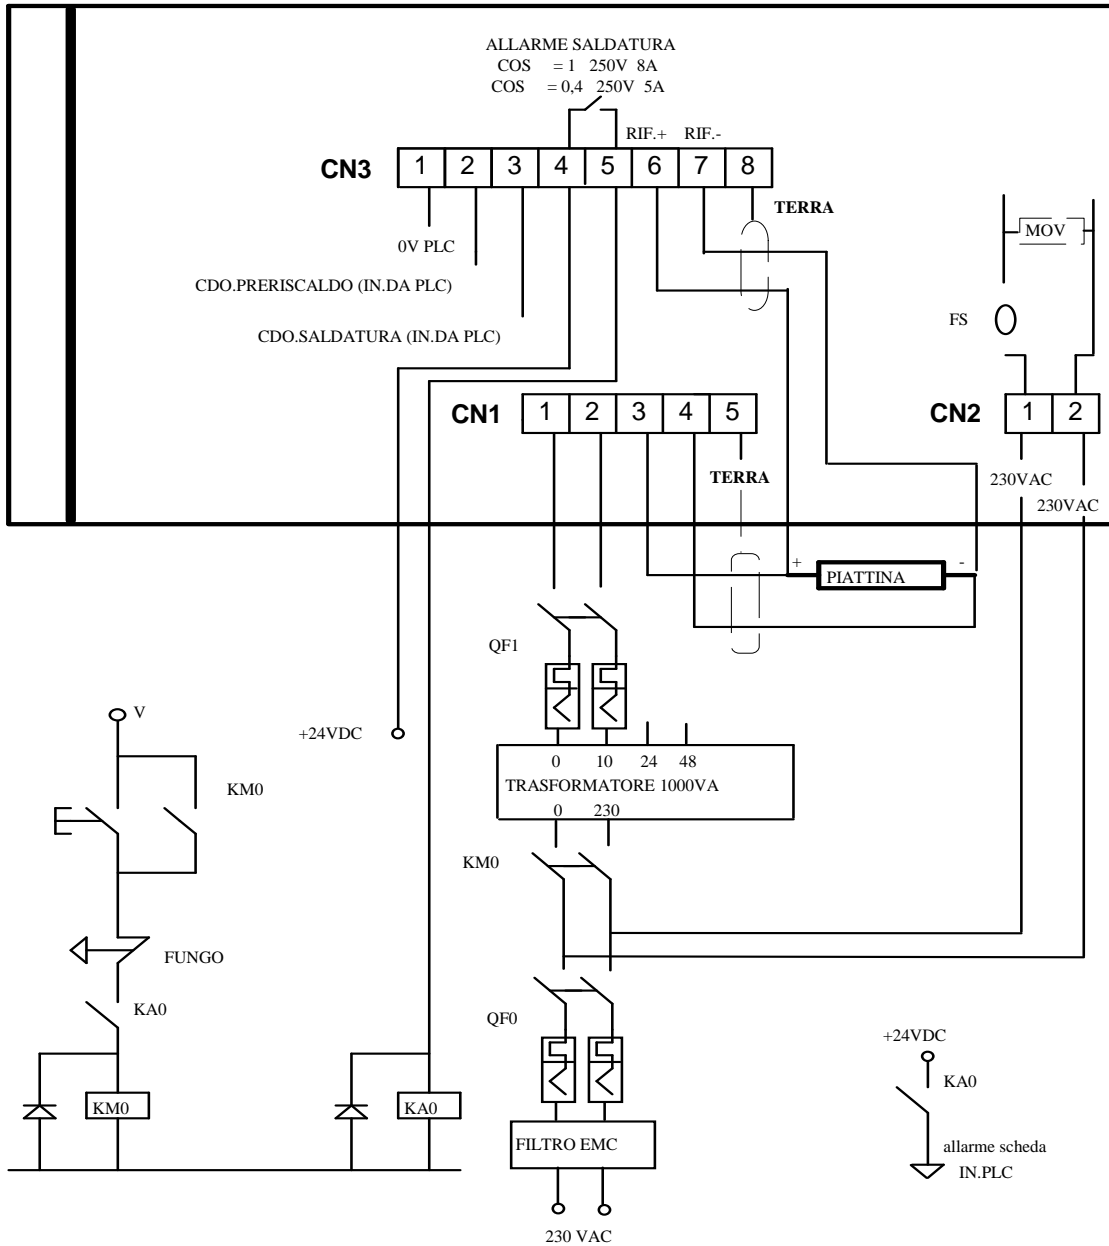 ALLARME SALDATURA
COS = 1 250V 8A
COS = 0,4 250V 5A
RIF.+ RIF.-
CN3 1 2 3 4 5 6 7 8
TERRA
0V PLC
CDO.PRERISCALDO (IN.DA PLC)
CDO.SALDATURA (IN.DA PLC)
MOV
FS
CN1 1 2 3 4 5
CN2 1 2
TERRA
230VAC
230VAC
+ PIATTINA -
QF1
V
+24VDC
0 10 24 48
TRASFORMATORE 1000VA
0 230
KM0
KM0
FUNGO
KA0
QF0
+24VDC
KA0
KM0
KA0
FILTRO EMC
allarme scheda
IN.PLC
230 VAC